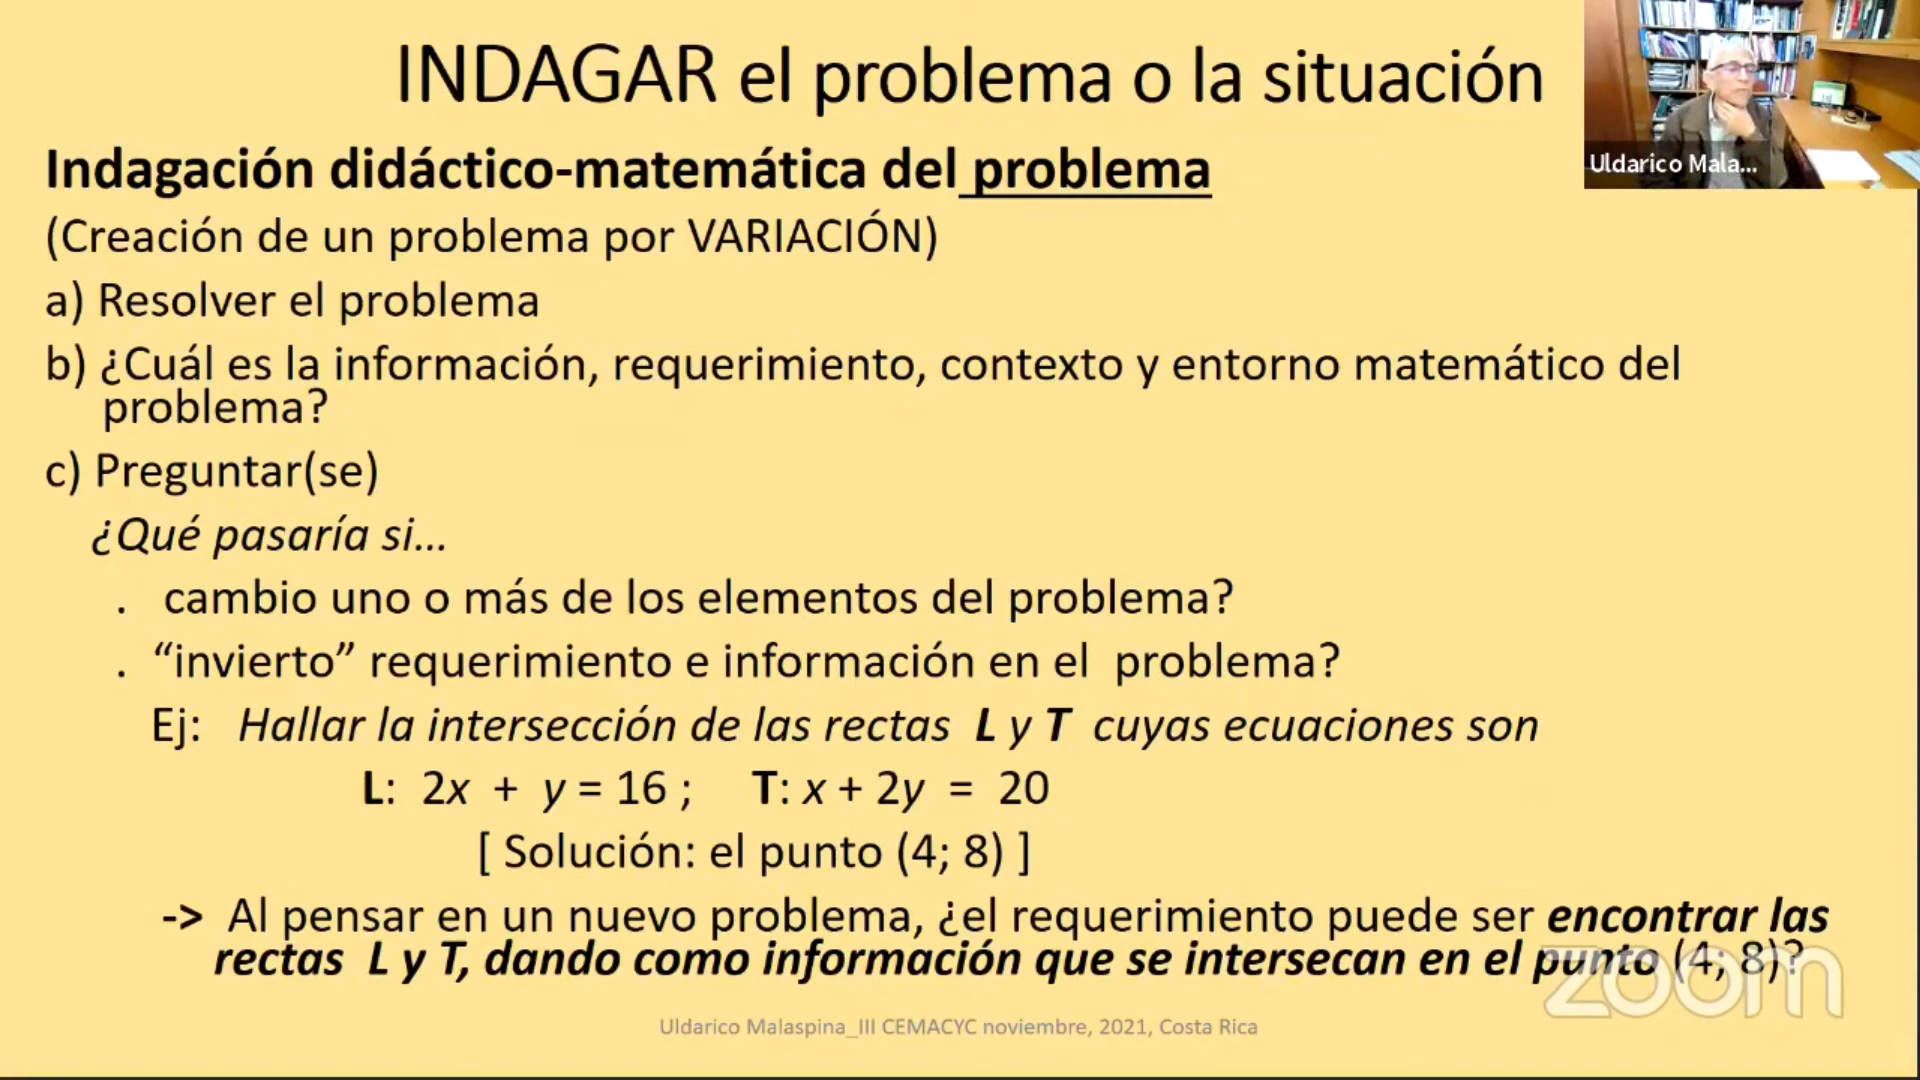 INDAGAR el problema o la situación
Uldarico Mala...
Indagación didáctico-matemática del problema
(Creación de un problema por VARIACIÓN)
a) Resolver el problema
b) ¿Cuál es la información, requerimiento, contexto y entorno matemático del
problema?
c) Preguntar(se)
¿Qué pasaría si...
. cambio uno o más de los elementos del problema?
. “invierto” requerimiento e información en el problema?
Ej: Hallar la intersección de las rectas L y T cuyas ecuaciones son
L: 2x + y = 16 ; T: x + 2y = 20
[ Solución: el punto (4; 8) ]
-> Al pensar en un nuevo problema, ¿el requerimiento puede ser encontrar las
rectas L y T, dando como información que se intersecan en el punto (4; 8)?
zoom
Uldarico Malaspina_III CEMACYC noviembre, 2021, Costa Rica